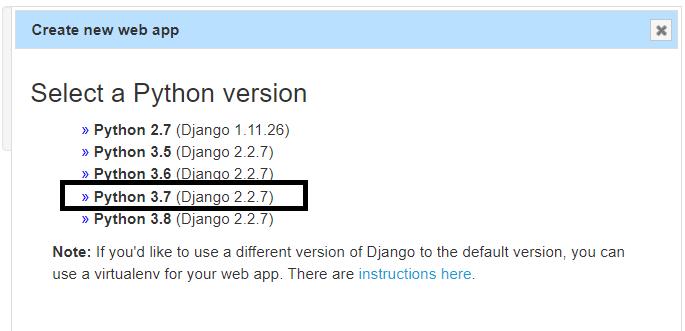 Create new web app
Select a Python version
» Python 2.7 (Django 1.11.26)
» Python 3.5 (Django 2.2.7)
» Python 3.6 (Django 2.2.7)
» Python 3.7 (Django 2.2.7)
» Python 3.8 (Django 2.2.7)
Note: If you'd like to use a different version of Django to the default version, you can
use a virtualenv for your web app. There are instructions here.